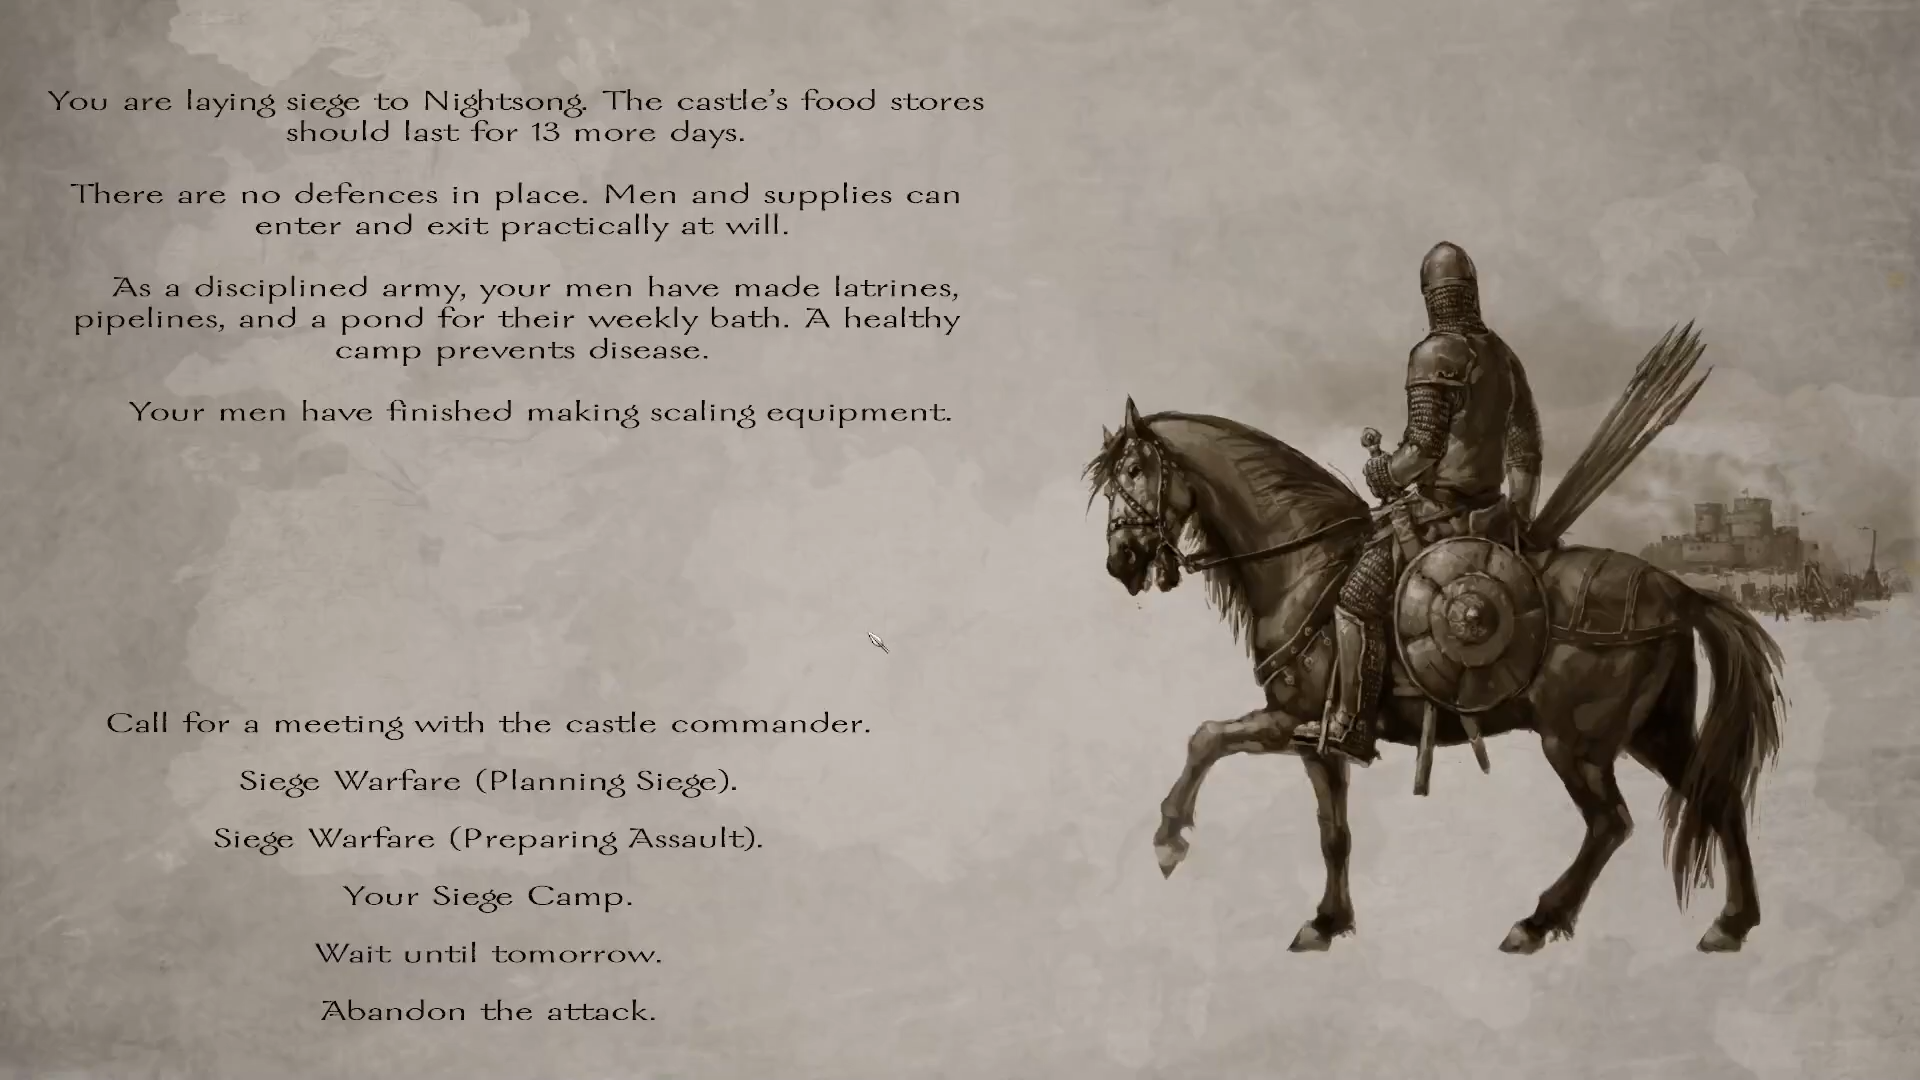 You are laying siege to Nightsong. The castle's food stores
should last for 13 more days.
There are no defences in place. Men and supplies can
enter and exit practically at will.
As a disciplined army, your men have made latrines,
pipelines, and a pond for their weekly bath. A healthy
camp prevents disease.
Your men have finished making scaling equipment.
Call for a meeting with the castle commander.
Siege Warfare (Planning Siege).
Siege Warfare (Preparing Assault).
Your Siege Camp.
Wait until tomorrow.
Abandon the attack.